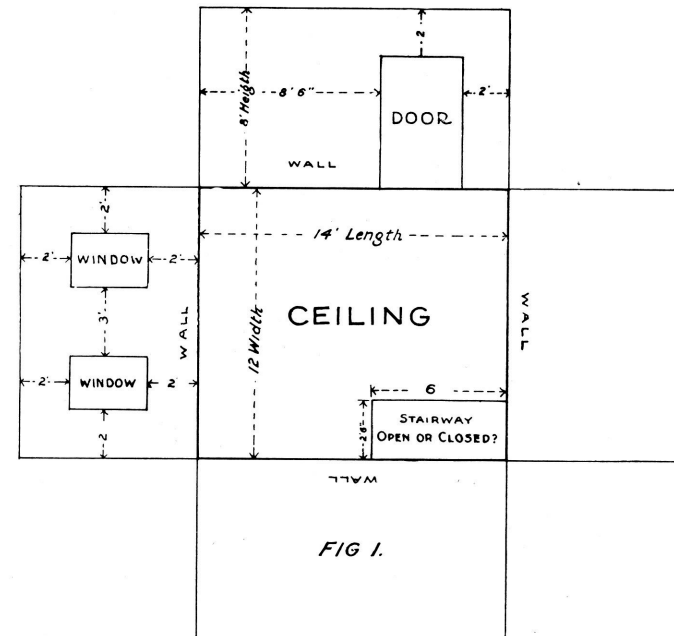 2
8' Heigth
8' 6"
DOOR
2'
WALL
2'
14' Length
2'
WINDOW
2'
3'
WALL
12 Width
CEILING
WALL
2'
WINDOW
2
6
2
2'6"
STAIRWAY
OPEN OR CLOSED?
WALL
FIG 1.